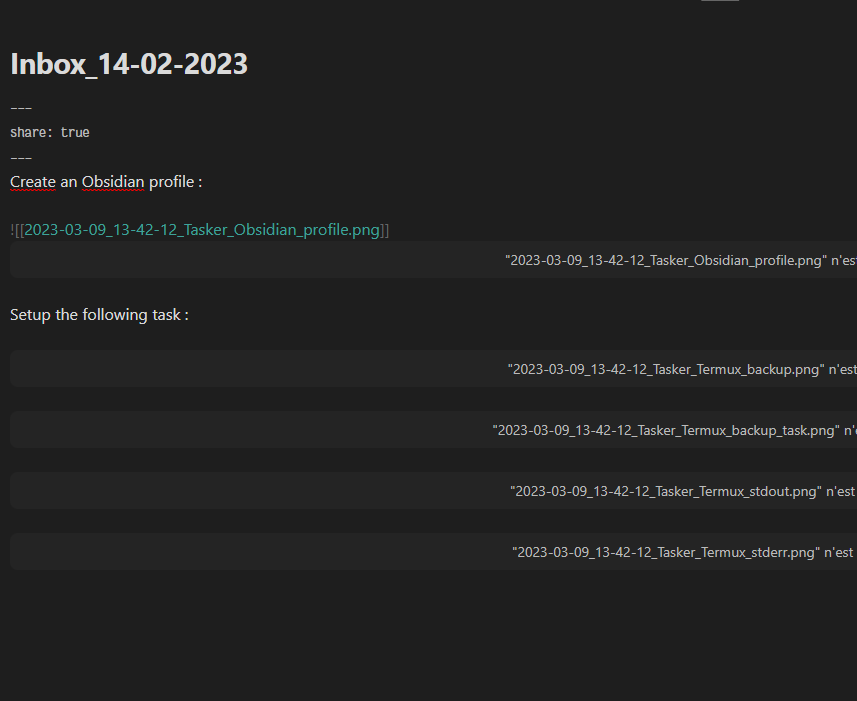 Inbox_14-02-2023
---
share: true
---
Create an Obsidian profile :
![[2023-03-09_13-42-12_Tasker_Obsidian_profile.png]]
"2023-03-09_13-42-12_Tasker_Obsidian_profile.png" n'est
Setup the following task :
"2023-03-09_13-42-12_Tasker_Termux_backup.png" n'est
"2023-03-09_13-42-12_Tasker_Termux_backup_task.png" n'
"2023-03-09_13-42-12_Tasker_Termux_stdout.png" n'est
"2023-03-09_13-42-12_Tasker_Termux_stderr.png" n'est